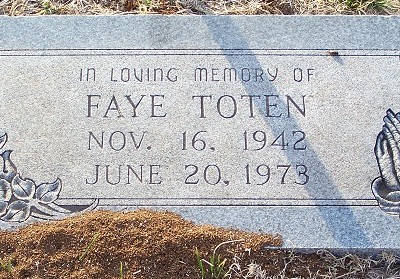 IN LOVING MEMORY OF
FAYE TOTEN
NOV. 16, 1942
JUNE 20, 1973